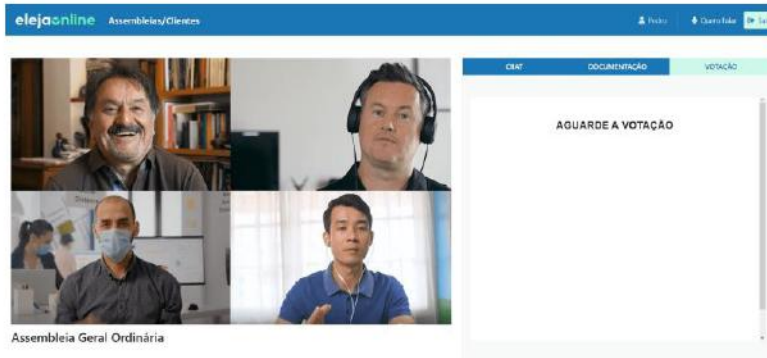 elejaonline Assembleias/Clientes Pedro Quero falar
CHAT DOCUMENTAÇÃO VOTAÇÃO
AGUARDE A VOTAÇÃO
Assembleia Geral Ordinária